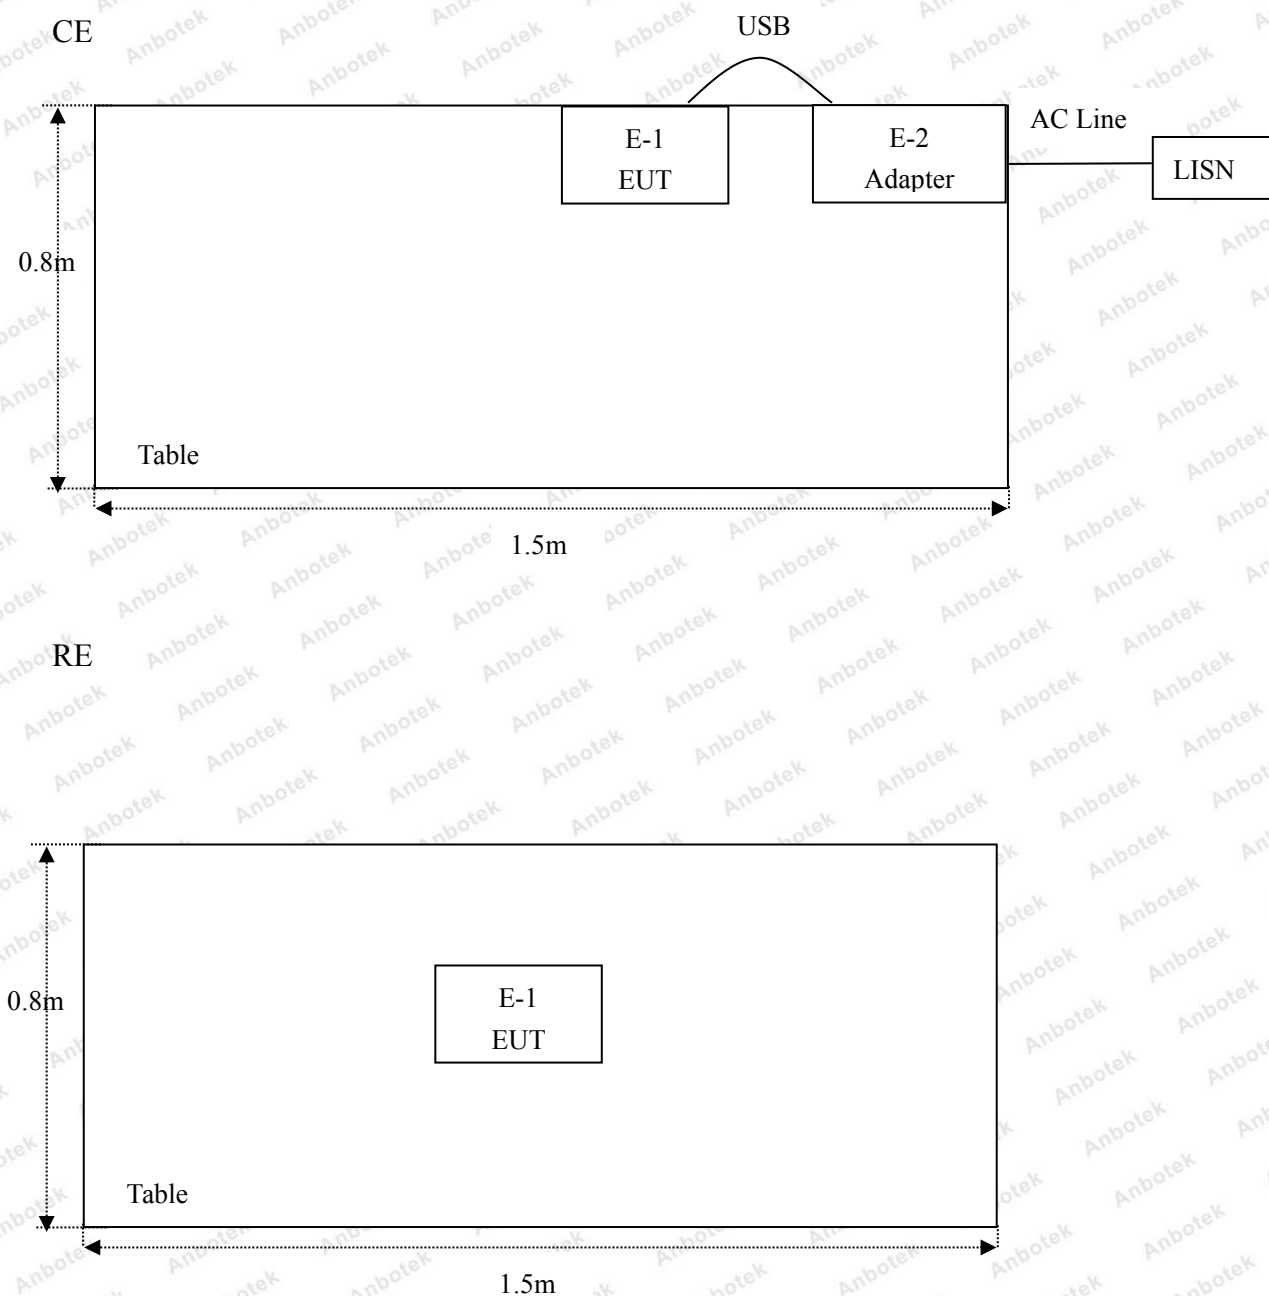 CE
USB
E-1
EUT
E-2
Adapter
AC Line
LISN
0.8m
Table
1.5m
RE
E-1
EUT
0.8m
Table
1.5m
Anbotek